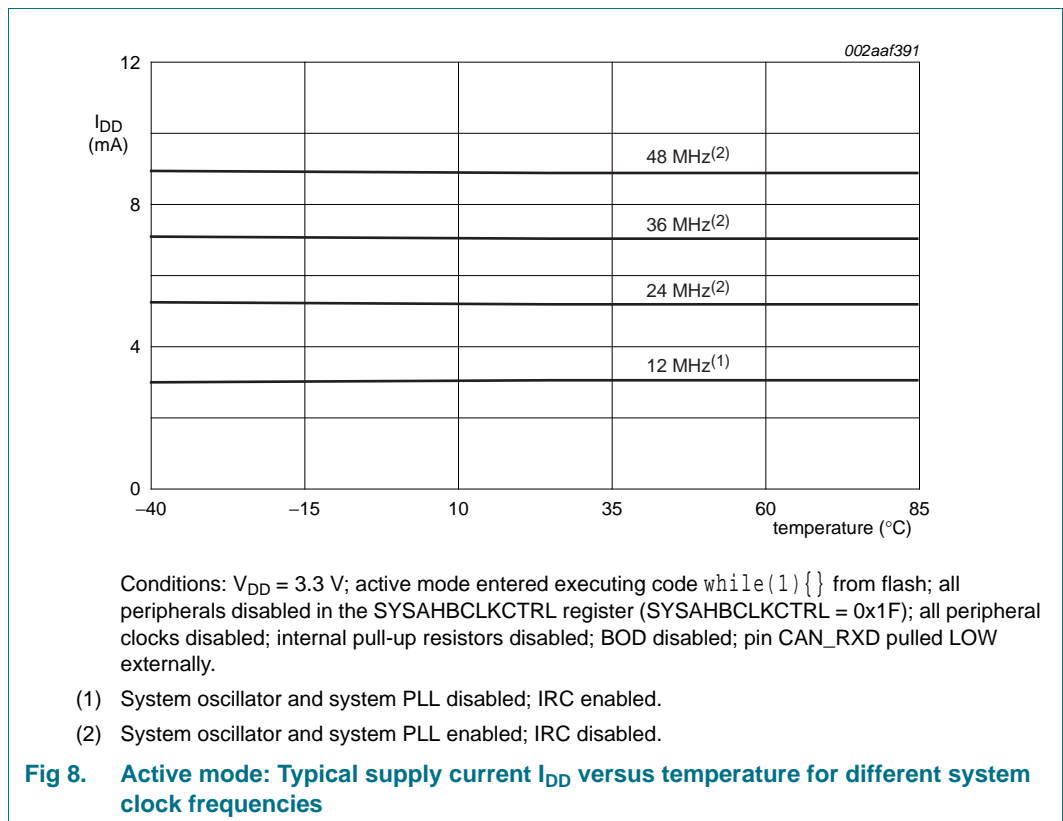 002aaf391
12
I_DD
(mA)
48 MHz(2)
8
36 MHz(2)
24 MHz(2)
4
12 MHz(1)
0
−40 −15 10 35 60 85
temperature (°C)
Conditions: V_DD = 3.3 V; active mode entered executing code while(1){} from flash; all
peripherals disabled in the SYSAHBCLKCTRL register (SYSAHBCLKCTRL = 0x1F); all peripheral
clocks disabled; internal pull-up resistors disabled; BOD disabled; pin CAN_RXD pulled LOW
externally.
(1) System oscillator and system PLL disabled; IRC enabled.
(2) System oscillator and system PLL enabled; IRC disabled.
Fig 8. Active mode: Typical supply current I_DD versus temperature for different system
clock frequencies